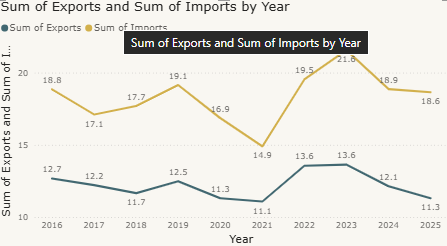 Sum of Exports and Sum of Imports by Year
Sum of Exports Sum of Imports
Sum of Exports and Sum of Imports by Year
Sum of Exports and Sum of I...
20
15
10
18.8 17.1 17.7 19.1 16.9 14.9 19.5 21.6 18.9 18.6
12.7 12.2 11.7 12.5 11.3 11.1 13.6 13.6 12.1 11.3
2016 2017 2018 2019 2020 2021 2022 2023 2024 2025
Year